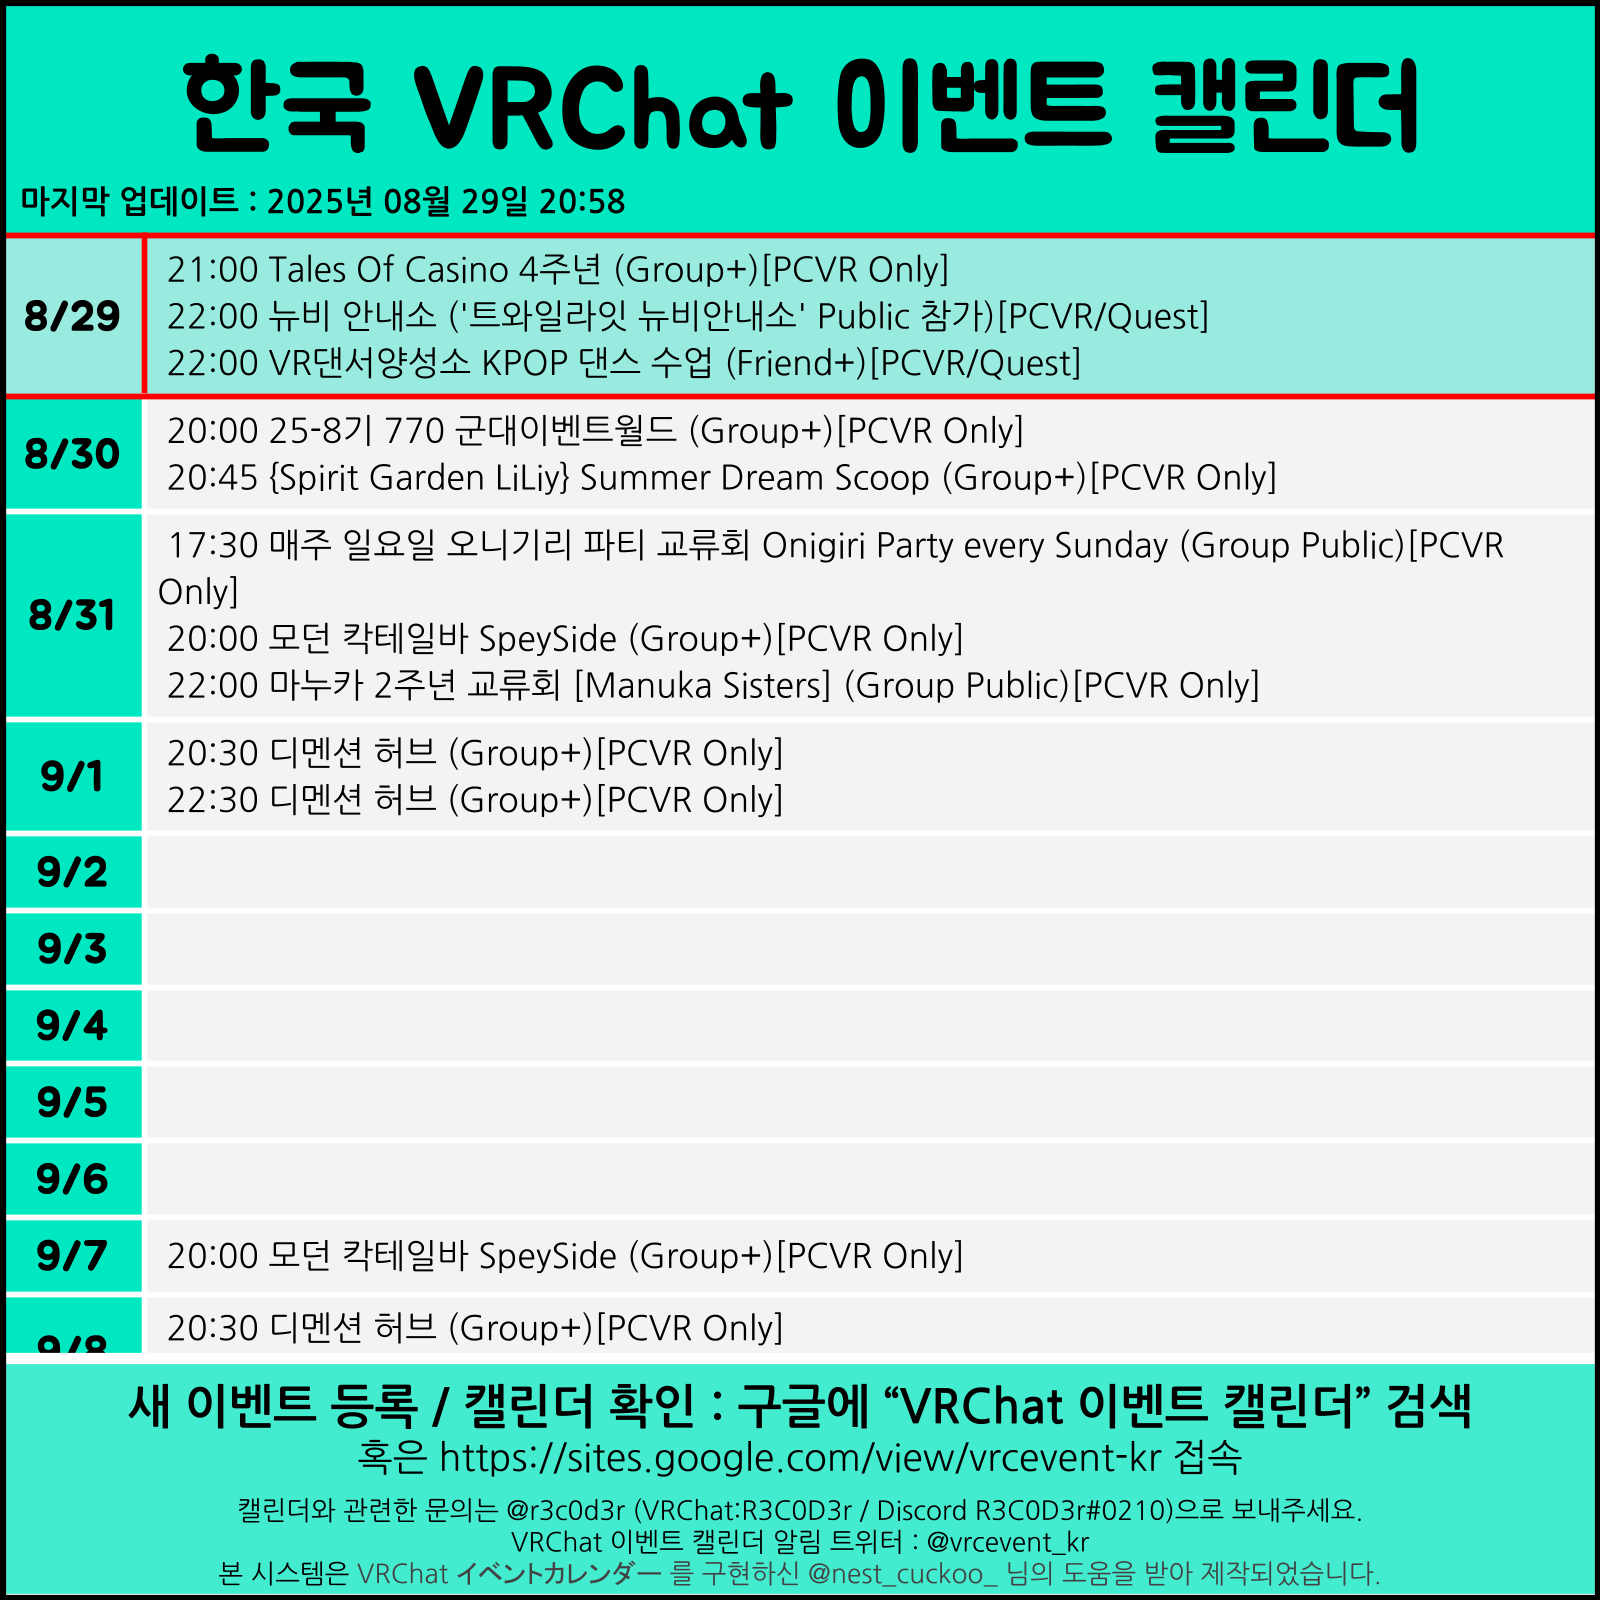 한국 VRChat 이벤트 캘린더
마지막 업데이트 : 2025년 08월 29일 20:58
8/29
21:00 Tales Of Casino 4주년 (Group+)[PCVR Only]
22:00 뉴비 안내소 ('트와일라잇 뉴비안내소' Public 참가)[PCVR/Quest]
22:00 VR댄서양성소 KPOP 댄스 수업 (Friend+)[PCVR/Quest]
8/30
20:00 25-8기 770 군대이벤트월드 (Group+)[PCVR Only]
20:45 {Spirit Garden LiLiy} Summer Dream Scoop (Group+)[PCVR Only]
8/31
17:30 매주 일요일 오니기리 파티 교류회 Onigiri Party every Sunday (Group Public)[PCVR
Only]
20:00 모던 칵테일바 SpeySide (Group+)[PCVR Only]
22:00 마누카 2주년 교류회 [Manuka Sisters] (Group Public)[PCVR Only]
9/1
20:30 디멘션 허브 (Group+)[PCVR Only]
22:30 디멘션 허브 (Group+)[PCVR Only]
9/2
9/3
9/4
9/5
9/6
9/7
20:00 모던 칵테일바 SpeySide (Group+)[PCVR Only]
9/8
20:30 디멘션 허브 (Group+)[PCVR Only]
새 이벤트 등록 / 캘린더 확인 : 구글에 “VRChat 이벤트 캘린더” 검색
혹은 https://sites.google.com/view/vrcevent-kr 접속
캘린더와 관련한 문의는 @r3c0d3r (VRChat:R3C0D3r / Discord R3C0D3r#0210)으로 보내주세요.
VRChat 이벤트 캘린더 알림 트위터 : @vrcevent_kr
본 시스템은 VRChat イベントカレンダー 를 구현하신 @nest_cuckoo_ 님의 도움을 받아 제작되었습니다.